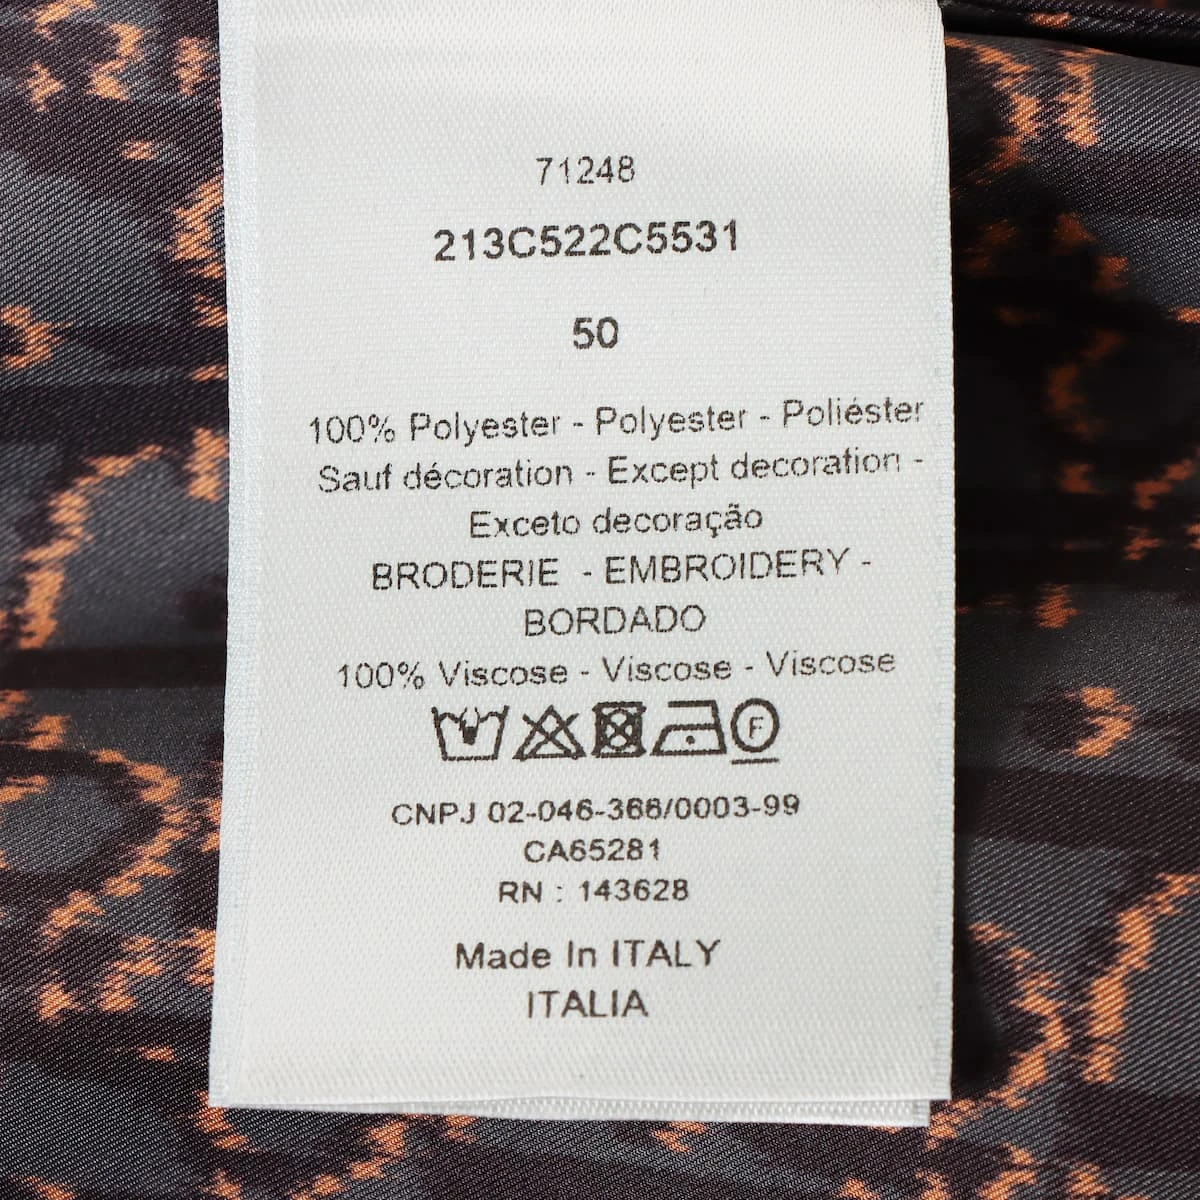 71248
213C522C5531
50
100% Polyester - Polyester - Poliéster
Sauf décoration - Except decoration -
Exceto decoração
BRODERIE - EMBROIDERY -
BORDADO
100% Viscose - Viscose - Viscose
F
CNPJ 02-046-366/0003-99
CA65281
RN : 143628
Made In ITALY
ITALIA